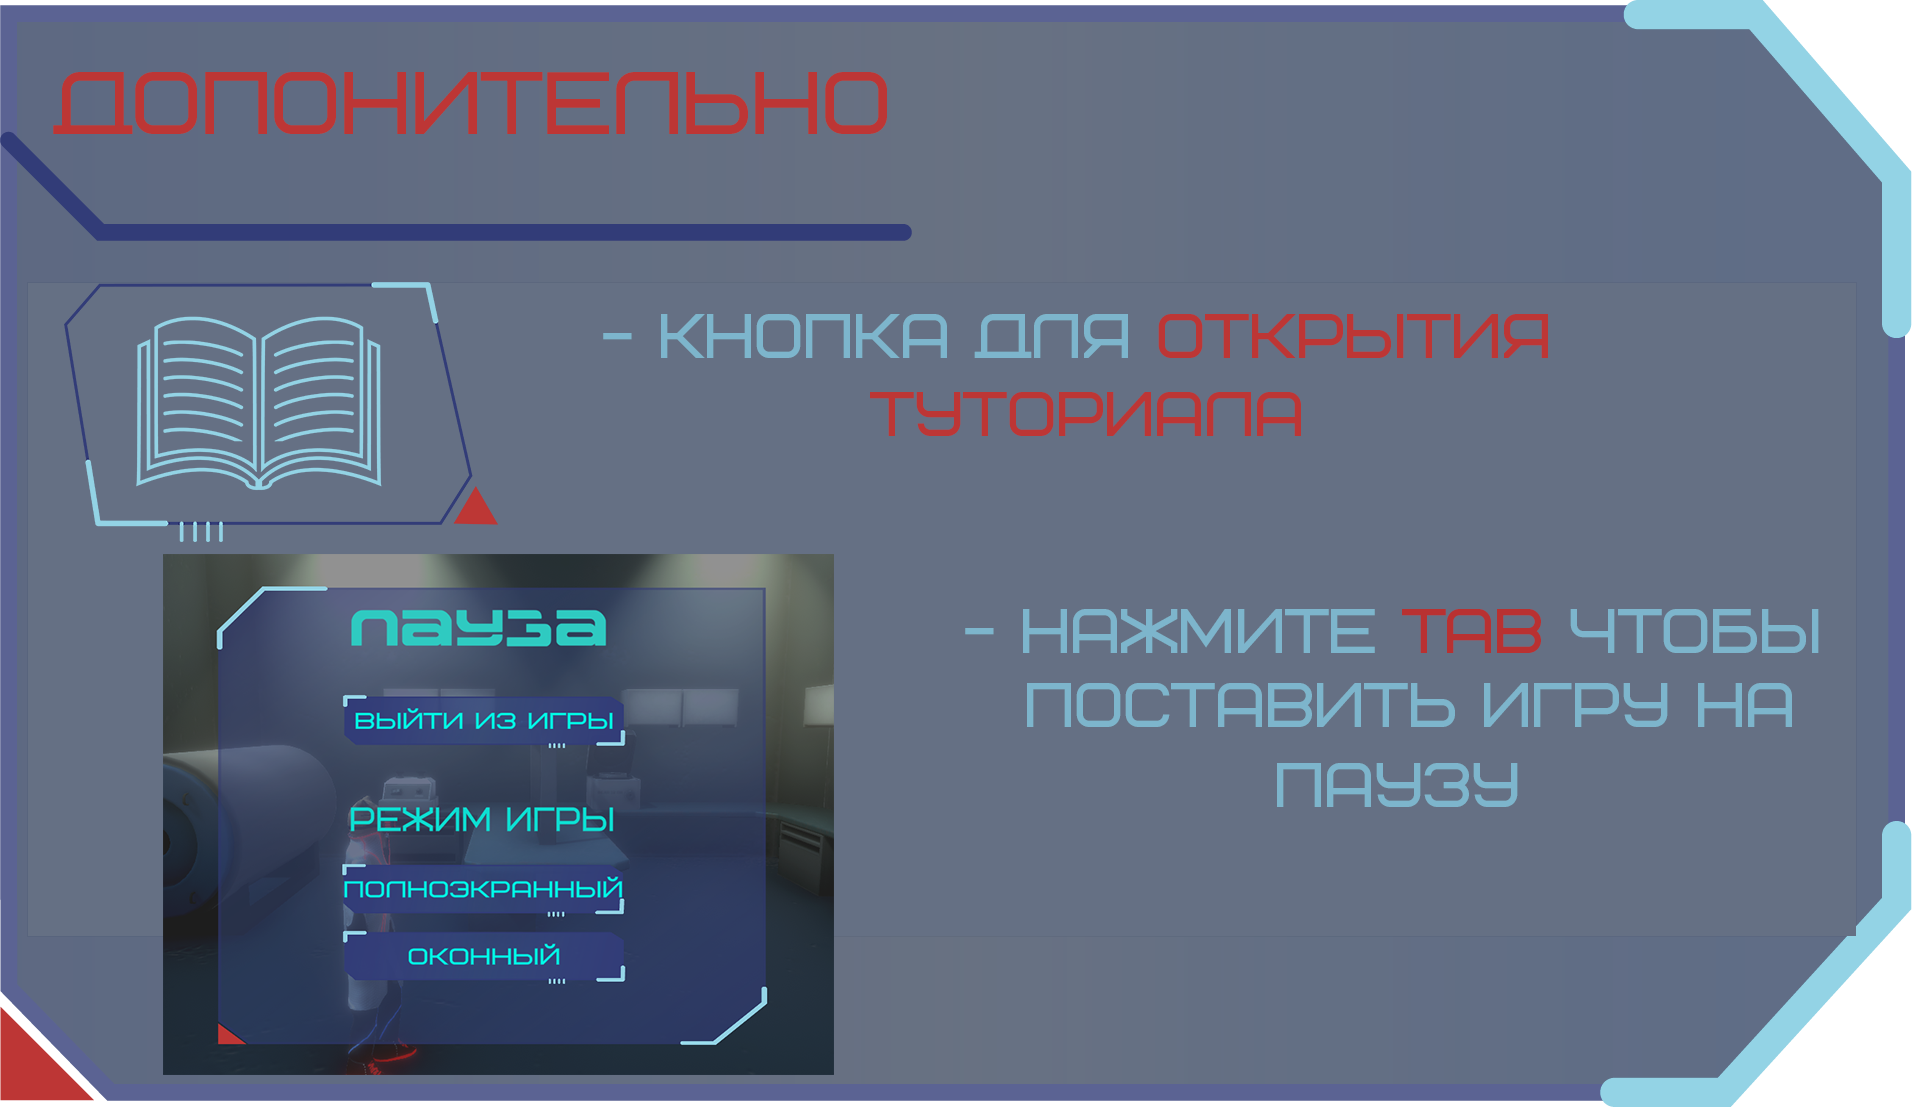 ДОПОНИТЕЛЬНО
- КНОПКА ДЛЯ ОТКРЫТИЯ
ТУТОРИАЛА
ПАУЗА
ВЫЙТИ ИЗ ИГРЫ
РЕЖИМ ИГРЫ
ПОЛНОЭКРАННЫЙ
ОКОННЫЙ
- НАЖМИТЕ TAB ЧТОБЫ
ПОСТАВИТЬ ИГРУ НА
ПАУЗУ